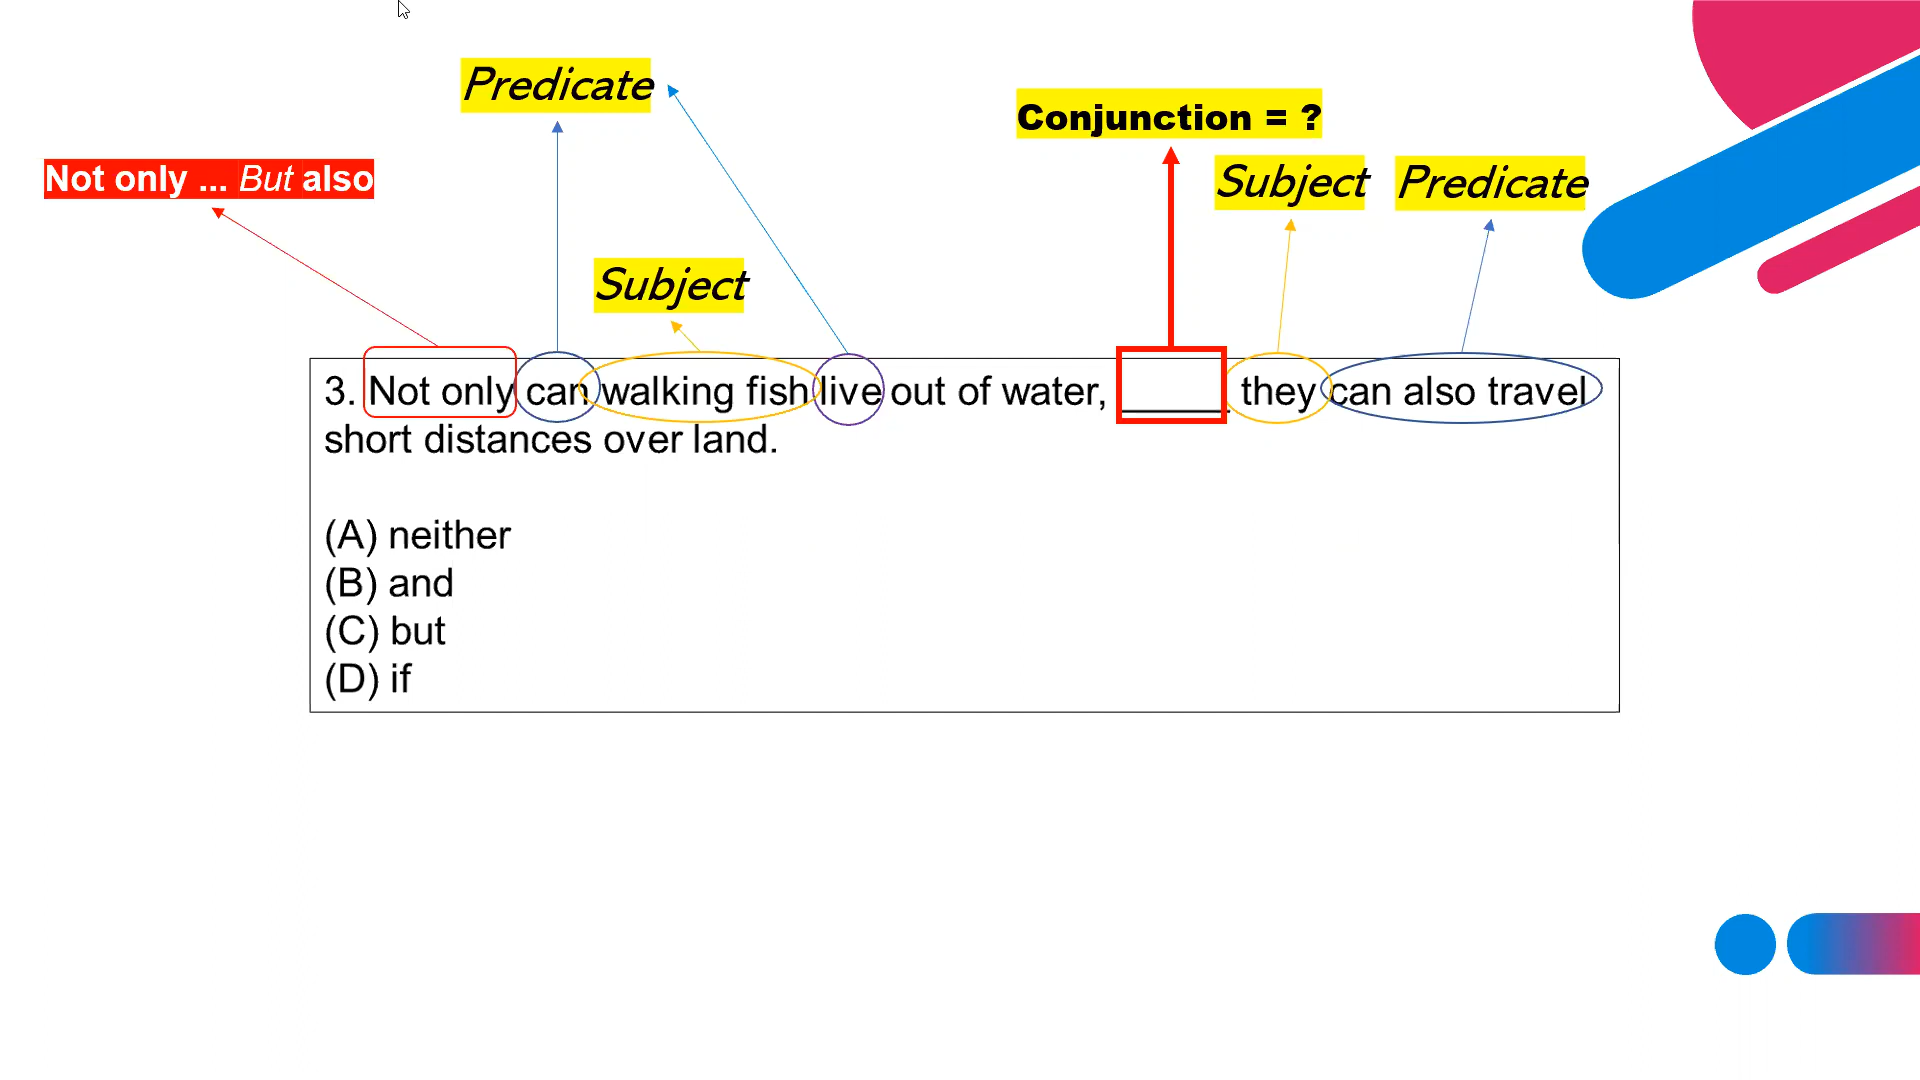 Predicate
Conjunction = ?
Not only ... But also
Subject
Predicate
Subject
3. Not only can walking fish live out of water, _____ they can also travel
short distances over land.
(A) neither
(B) and
(C) but
(D) if